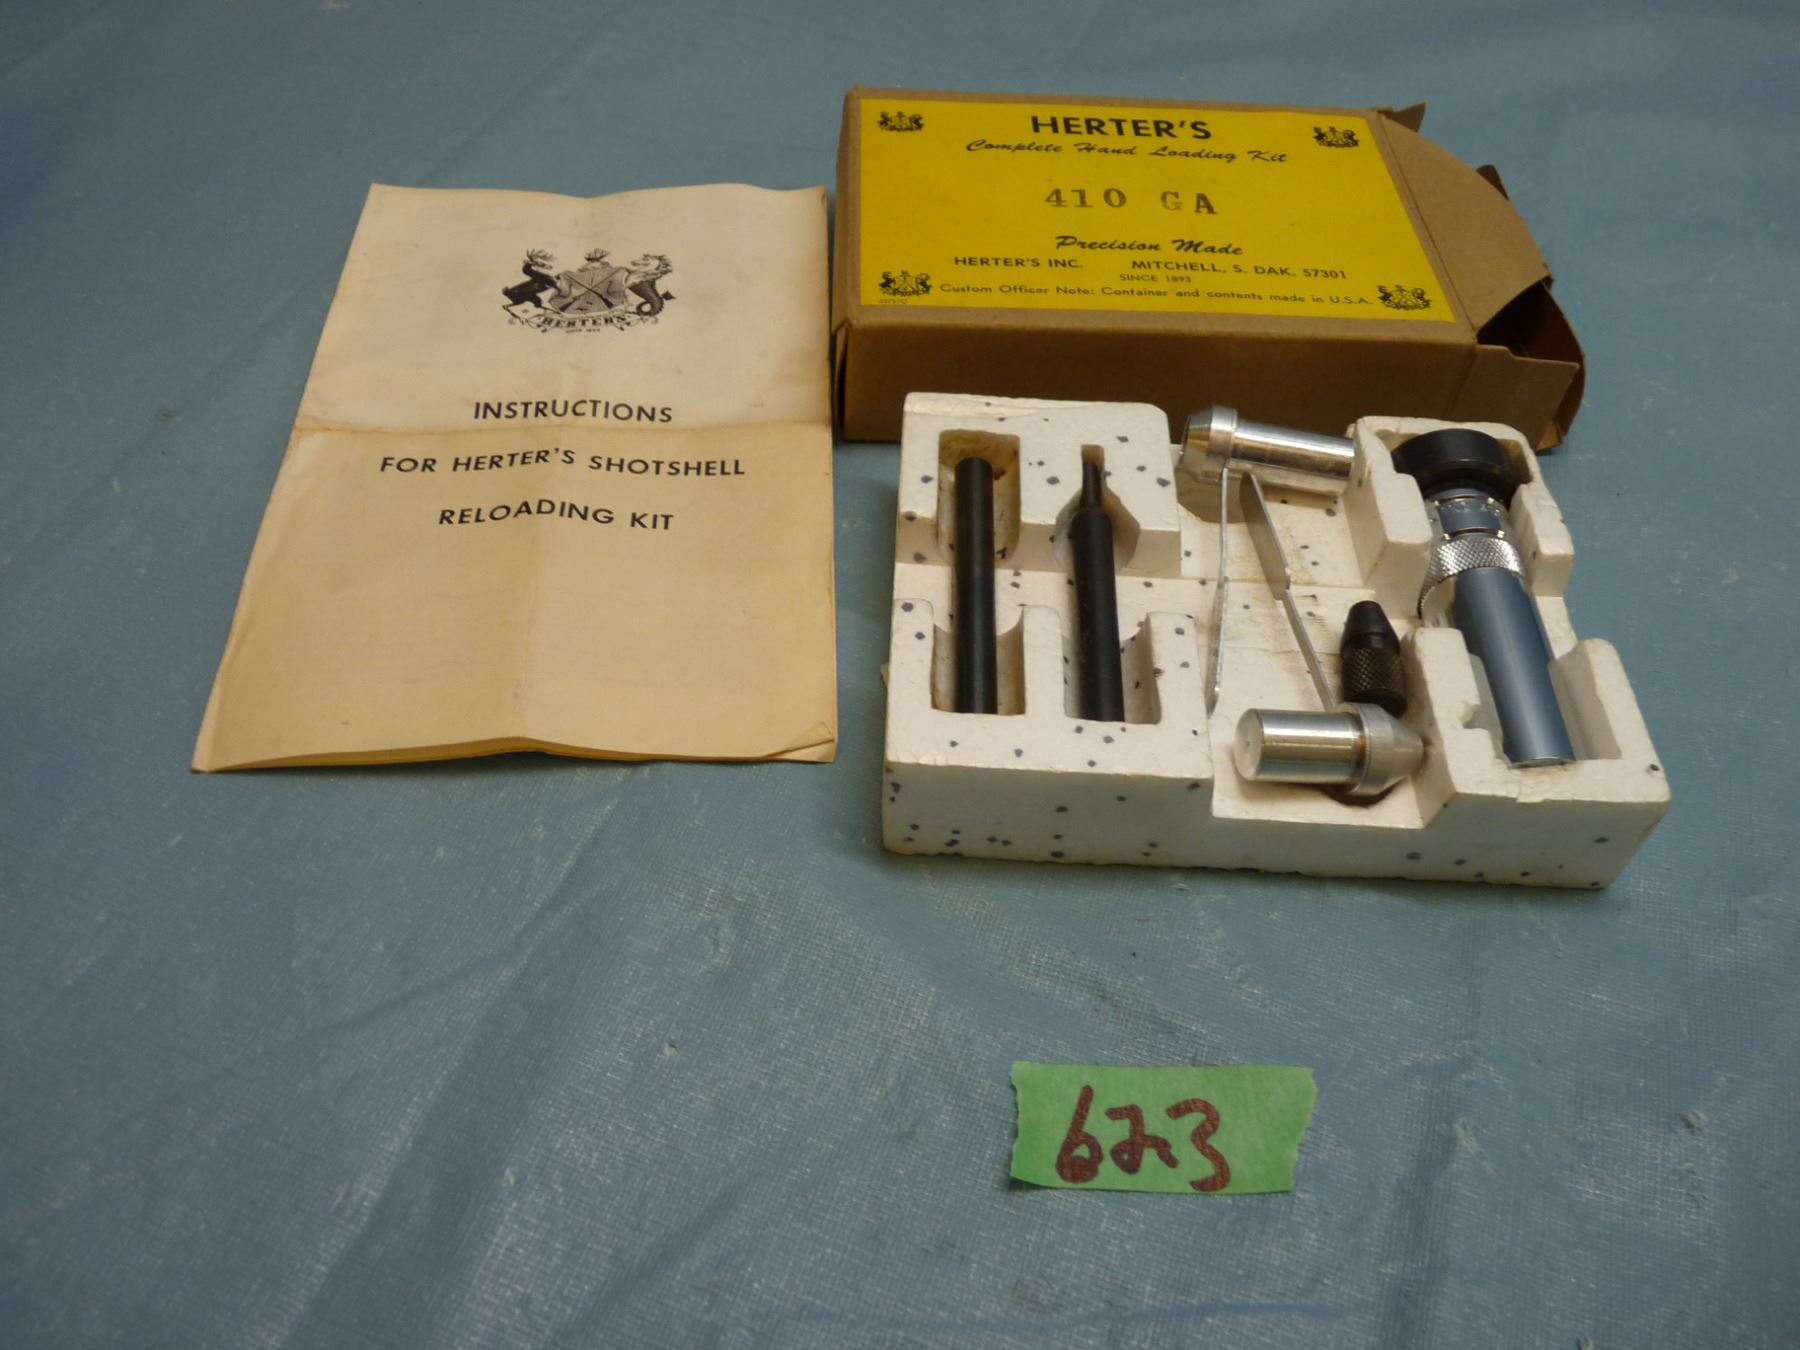 HERTER'S
INSTRUCTIONS
FOR HERTER'S SHOTSHELL
RELOADING KIT
HERTER'S
Complete Hand Loading Kit
410 GA
Precision Made
HERTER'S INC. MITCHELL, S. DAK. 57301
SINCE 1893
Custom Officer Note: Container and contents made in U.S.A.
623